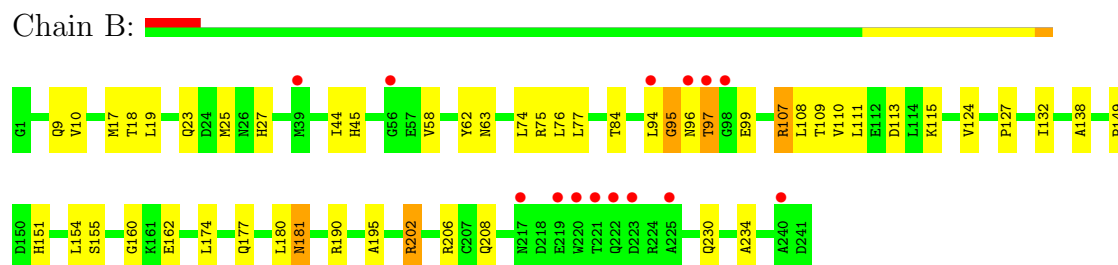 Chain B:
G1 Q9 V10 M17 T18 L19 Q23 D24 M25 N26 H27 M39 I44 H45 G56 E57 V58 Y62 N63 L74 R75 L76 L77 T84 L94 G95 N96 T97 G98 E99 R107 L108 T109 V110 L111 E112 D113 L114 K115 V124 P127 I132 A138
D150 H151 L154 S155 G160 K161 E162 L174 Q177 L180 N181 R190 A195 R202 R206 C207 Q208 N217 D218 E219 W220 T221 Q222 D223 R224 A225 Q230 A234 A240 D241